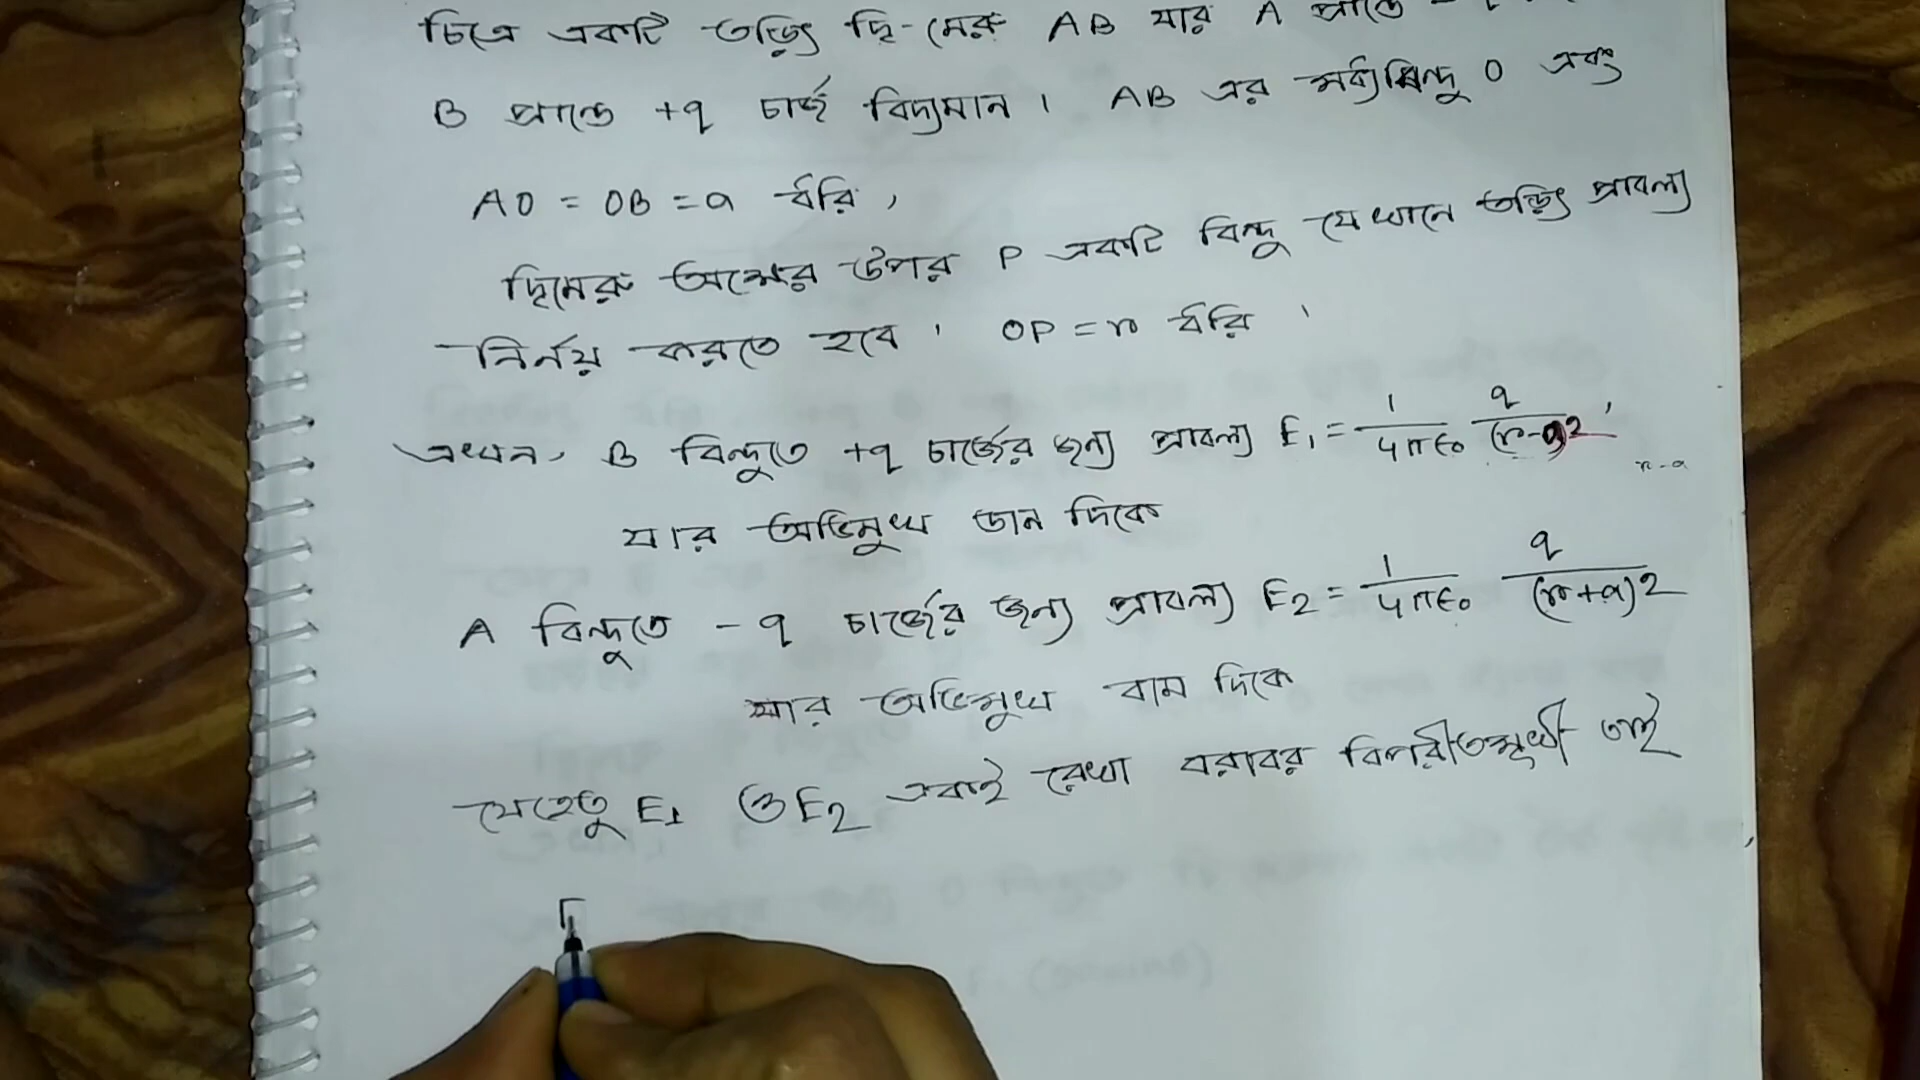 চিত্রে একটি তড়িৎ দ্বি-মেরু AB যার A প্রান্তে - q
B প্রান্তে +q চার্জ বিদ্যমান। AB এর মধ্যবিন্দু O এবং
AO = OB = a ধরি,
দ্বিমেরু অক্ষের উপর P একটি বিন্দু যেখানে তড়িৎ প্রাবল্য
নির্নয় করতে হবে। OP = r ধরি।
এখন, B বিন্দুতে +q চার্জের জন্য প্রাবল্য E₁ = 1/4πε₀ q/(r-a)²,
r-a
যার অভিমুখ ডান দিকে
A বিন্দুতে -q চার্জের জন্য প্রাবল্য E₂ = 1/4πε₀ q/(r+a)²
যার অভিমুখ বাম দিকে
যেহেতু E₁ ও E₂ একই রেখা বরাবর বিপরীতমুখী তাই,